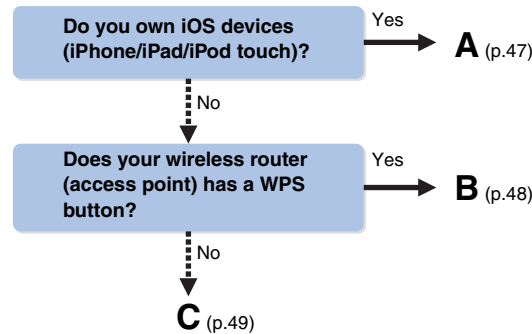 Do you own iOS devices
(iPhone/iPad/iPod touch)?
Yes
A (p.47)
No
Does your wireless router
(access point) has a WPS
button?
Yes
B (p.48)
No
C (p.49)